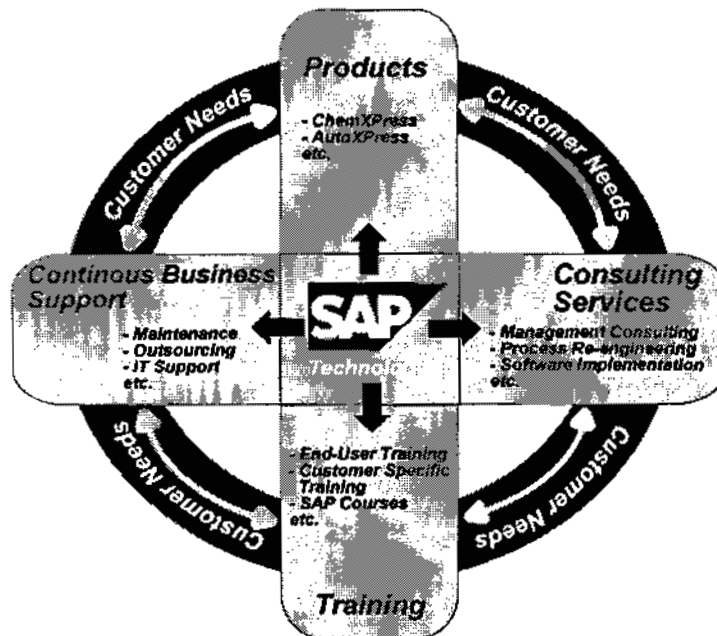 Products
- ChemXPress
- AutoXPress
etc.
Customer Needs
Customer Needs
Continous Business
Support
- Maintenance
- Outsourcing
- IT Support
etc.
SAP
Consulting
Services
- Management Consulting
- Process Re-engineering
- Software Implementation
etc.
- End-User Training
- Customer Specific
Training
- SAP Courses
etc.
Customer Needs
Customer Needs
Training